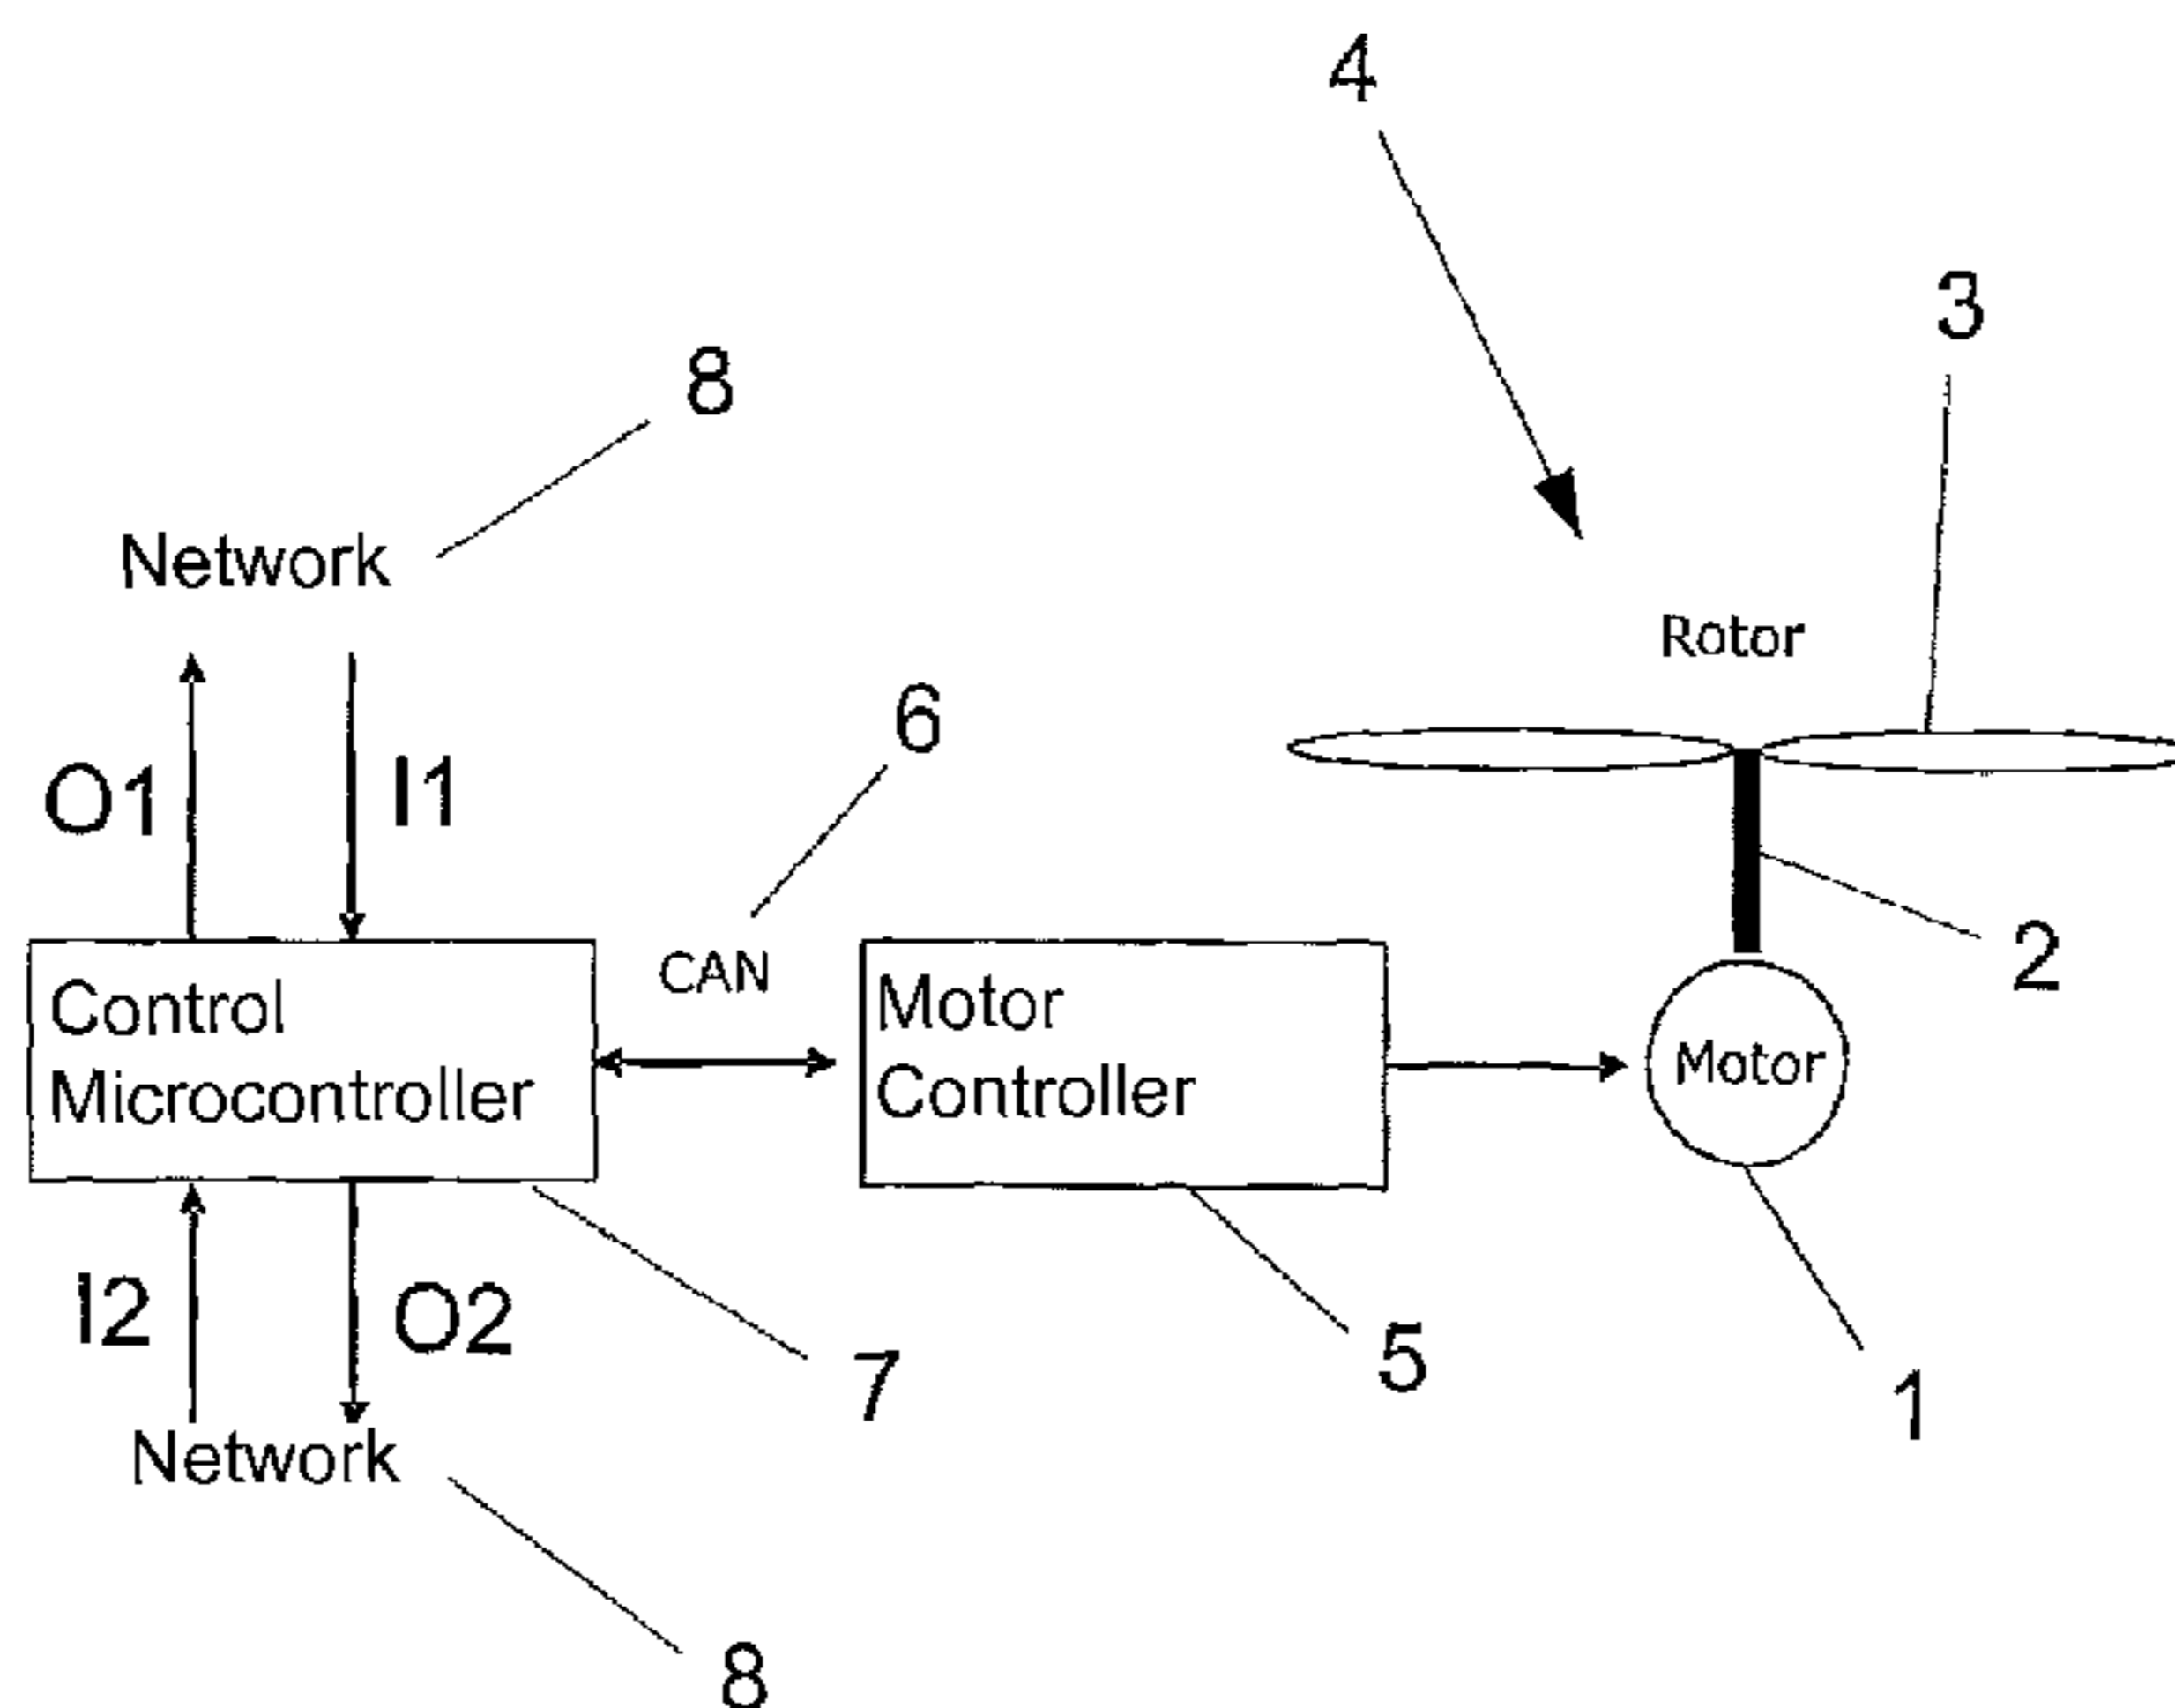 4
3
8
Network
Rotor
6
O1
I1
2
CAN
Control
Microcontroller
Motor
Controller
Motor
I2
O2
7
5
1
Network
8